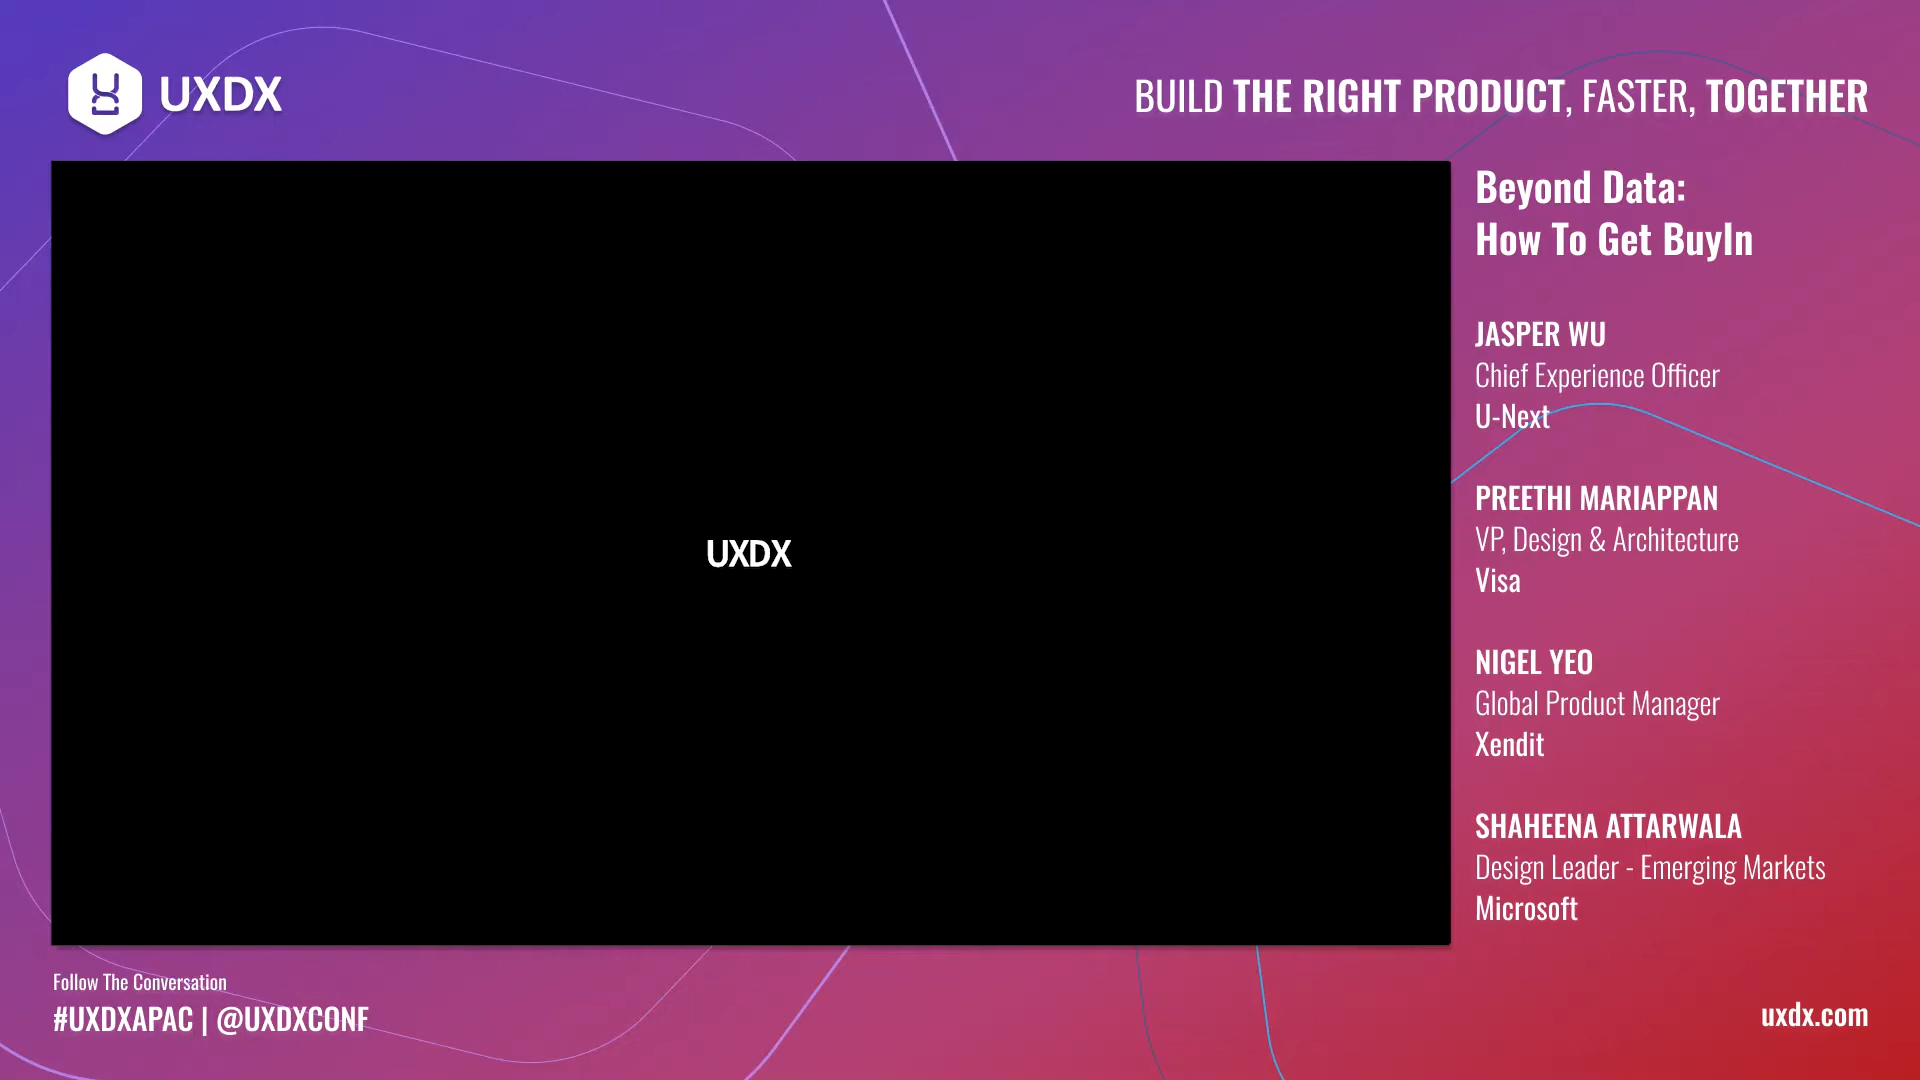 UXDX
BUILD THE RIGHT PRODUCT, FASTER, TOGETHER
UXDX
Beyond Data:
How To Get BuyIn
JASPER WU
Chief Experience Officer
U-Next
PREETHI MARIAPPAN
VP, Design & Architecture
Visa
NIGEL YEO
Global Product Manager
Xendit
SHAHEENA ATTARWALA
Design Leader - Emerging Markets
Microsoft
Follow The Conversation
#UXDXAPAC | @UXDXCONF
uxdx.com